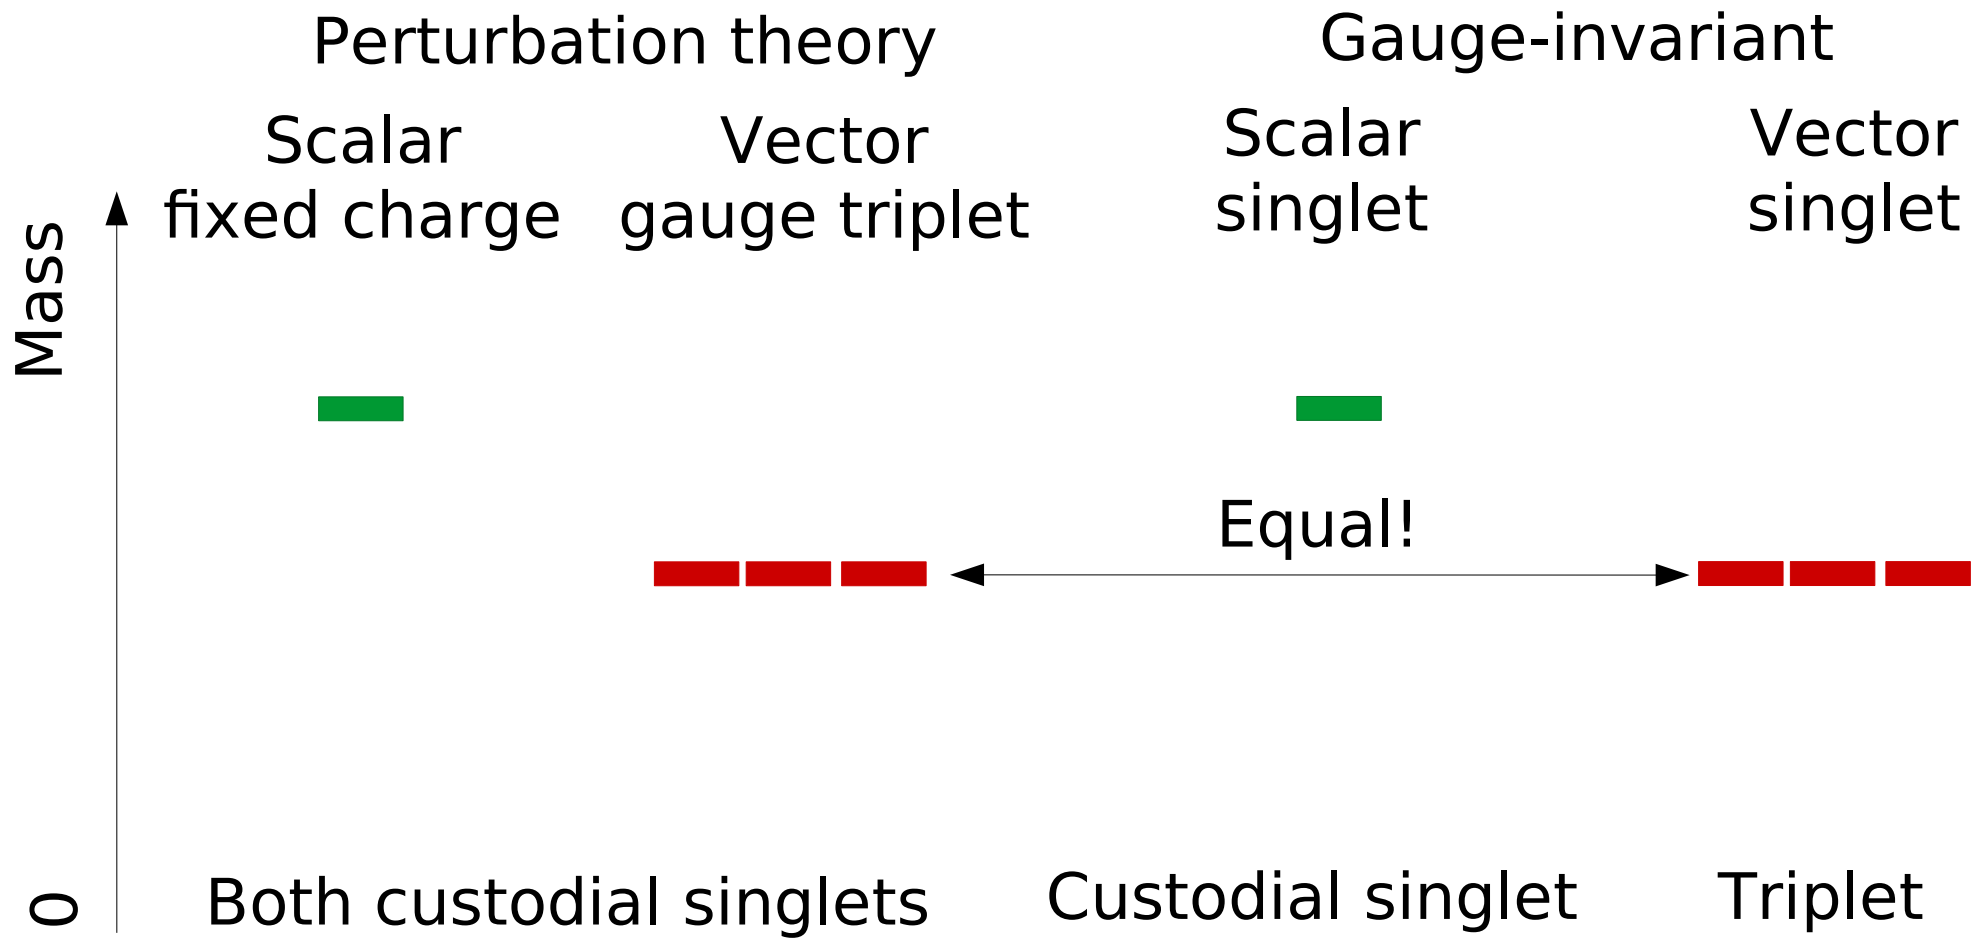 Perturbation theory
Gauge-invariant
Scalar
fixed charge
Vector
gauge triplet
Scalar
singlet
Vector
singlet
Mass
Equal!
0
Both custodial singlets
Custodial singlet
Triplet